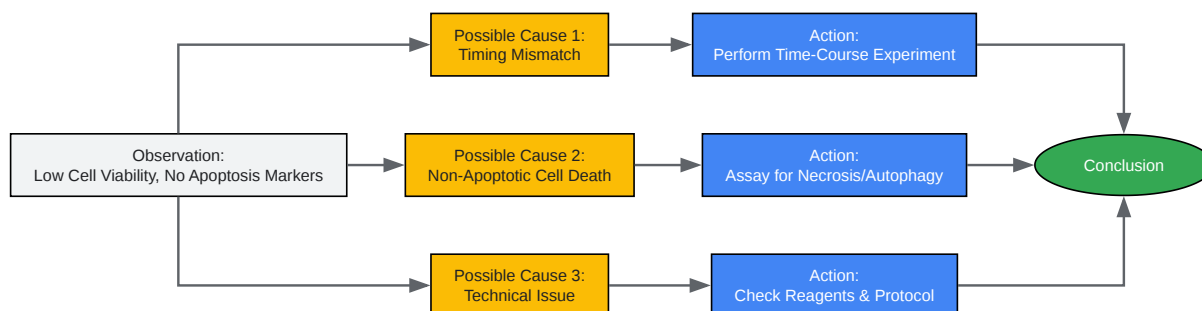 Possible Cause 1:
Timing Mismatch
Action:
Perform Time-Course Experiment
Observation:
Low Cell Viability, No Apoptosis Markers
Possible Cause 2:
Non-Apoptotic Cell Death
Action:
Assay for Necrosis/Autophagy
Conclusion
Possible Cause 3:
Technical Issue
Action:
Check Reagents & Protocol